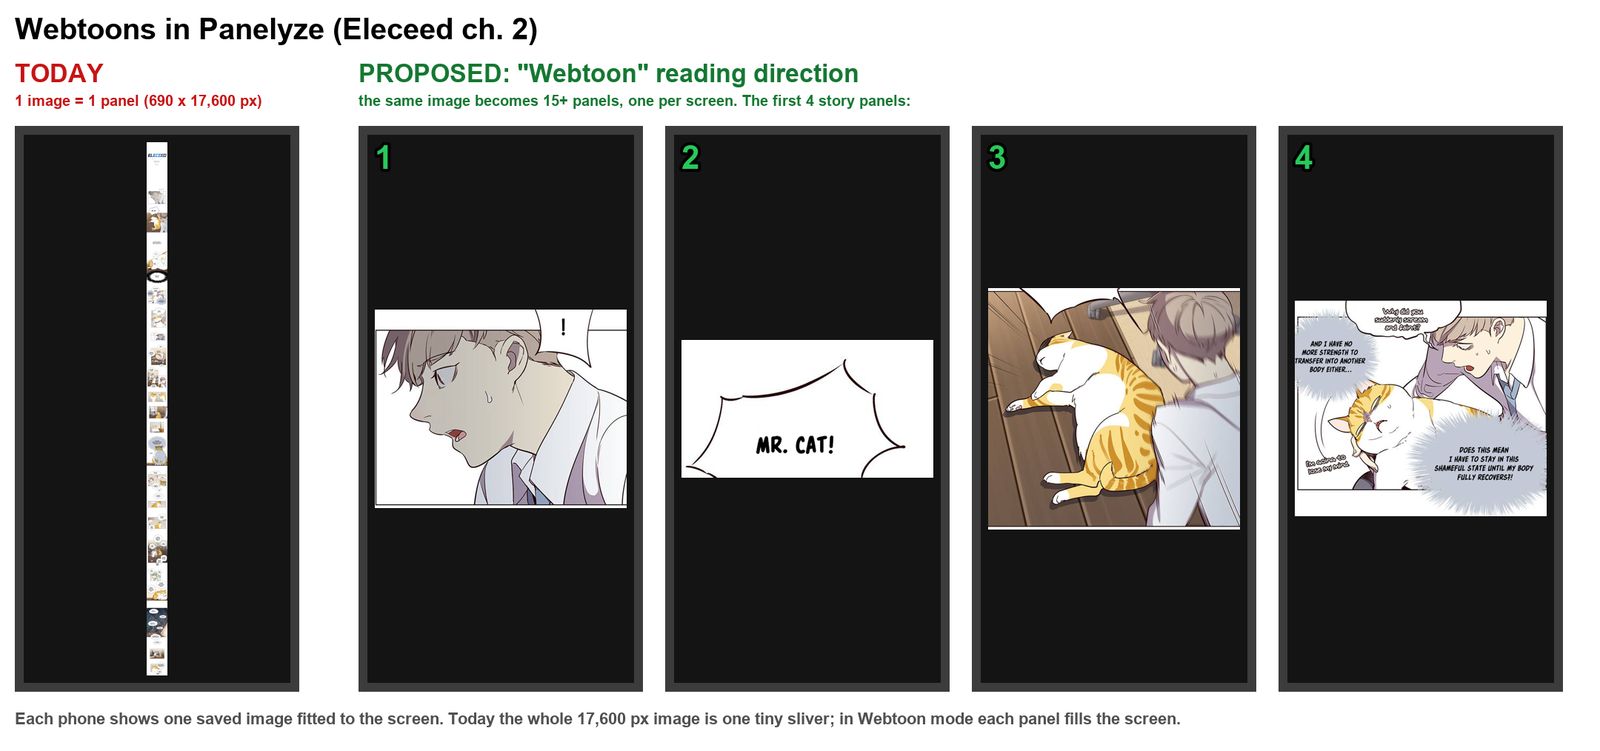 Webtoons in Panelyze (Eleceed ch. 2)
TODAY
1 image = 1 panel (690 x 17,600 px)
PROPOSED: "Webtoon" reading direction
the same image becomes 15+ panels, one per screen. The first 4 story panels:
ELECEED
1
!
2
MR. CAT!
3
4
Why did you
suddenly scream
and faint?
AND I HAVE NO
MORE STRENGTH TO
TRANSFER INTO ANOTHER
BODY EITHER...
I'm going to
lose my mind.
DOES THIS MEAN
I HAVE TO STAY IN THIS
SHAMEFUL STATE UNTIL MY BODY
FULLY RECOVERS?!
Each phone shows one saved image fitted to the screen. Today the whole 17,600 px image is one tiny sliver; in Webtoon mode each panel fills the screen.